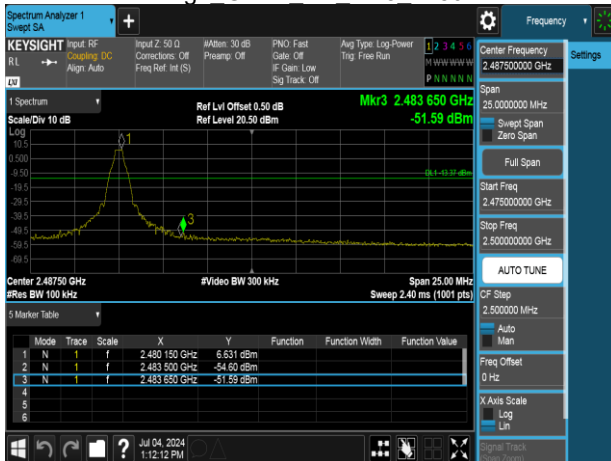 Spectrum Analyzer 1
Swept SA
Frequency
KEYSIGHT
RL
LXI
Input: RF
Coupling: DC
Align: Auto
Input Z: 50 Ω
Corrections: Off
Freq Ref: Int (S)
#Atten: 30 dB
Preamp: Off
PNO: Fast
Gate: Off
IF Gain: Low
Sig Track: Off
Avg Type: Log-Power
Trig: Free Run
1 2 3 4 5 6
M W W W W W
P N N N N N
1 Spectrum
Scale/Div 10 dB
Ref Lvl Offset 0.50 dB
Ref Level 20.50 dBm
Mkr3 2.483 650 GHz
-51.59 dBm
Log
10.5
0.500
-9.50
-19.5
-29.5
-39.5
-49.5
-59.5
-69.5
1
3
DL1 -13.37 dBm
Center 2.48750 GHz
#Res BW 100 kHz
#Video BW 300 kHz
Span 25.00 MHz
Sweep 2.40 ms (1001 pts)
5 Marker Table
Mode Trace Scale X Y Function Function Width Function Value
1 N 1 f 2.480 150 GHz 6.631 dBm
2 N 1 f 2.483 500 GHz -54.60 dBm
3 N 1 f 2.483 650 GHz -51.59 dBm
4
5
6
?
Jul 04, 2024
1:12:12 PM
Center Frequency
2.487500000 GHz
Settings
Span
25.0000000 MHz
Swept Span
Zero Span
Full Span
Start Freq
2.475000000 GHz
Stop Freq
2.500000000 GHz
AUTO TUNE
CF Step
2.500000 MHz
Auto
Man
Freq Offset
0 Hz
X Axis Scale
Log
Lin
Signal Track
(Span Zoom)